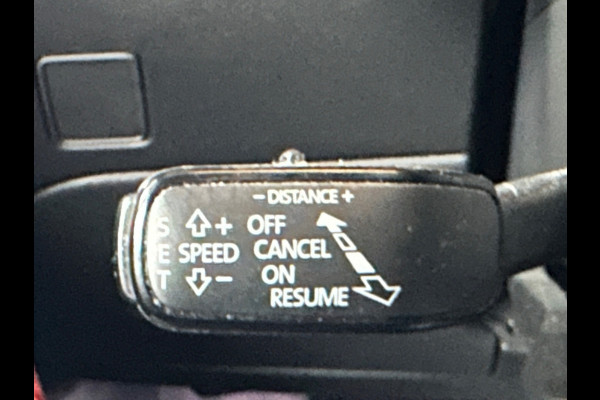 − DISTANCE +
S + OFF
E SPEED CANCEL
T − ON
RESUME